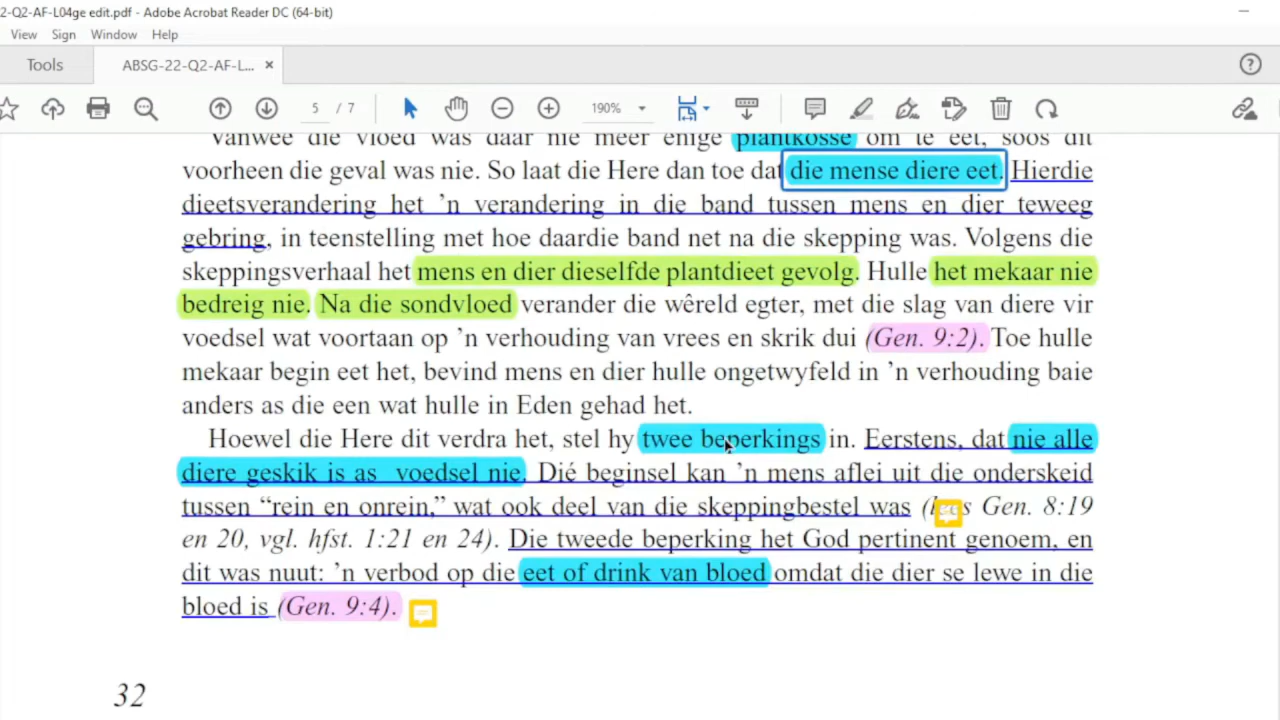 2-Q2-AF-L04ge edit.pdf - Adobe Acrobat Reader DC (64-bit)
View Sign Window Help
Tools ABSG-22-Q2-AF-L... ×
5 / 7 190%
Vanweë die vloed was daar nie meer enige plantkosse om te eet, soos dit
voorheen die geval was nie. So laat die Here dan toe dat die mense diere eet. Hierdie
dieetsverandering het ’n verandering in die band tussen mens en dier teweeg
gebring, in teenstelling met hoe daardie band net na die skepping was. Volgens die
skeppingsverhaal het mens en dier dieselfde plantdieet gevolg. Hulle het mekaar nie
bedreig nie. Na die sondvloed verander die wêreld egter, met die slag van diere vir
voedsel wat voortaan op ’n verhouding van vrees en skrik dui (Gen. 9:2). Toe hulle
mekaar begin eet het, bevind mens en dier hulle ongetwyfeld in ’n verhouding baie
anders as die een wat hulle in Eden gehad het.
Hoewel die Here dit verdra het, stel hy twee beperkings in. Eerstens, dat nie alle
diere geskik is as voedsel nie. Dié beginsel kan ’n mens aflei uit die onderskeid
tussen “rein en onrein,” wat ook deel van die skeppingbestel was Gen. 8:19
en 20, vgl. hfst. 1:21 en 24). Die tweede beperking het God pertinent genoem, en
dit was nuut: ’n verbod op die eet of drink van bloed omdat die dier se lewe in die
bloed is (Gen. 9:4).
32